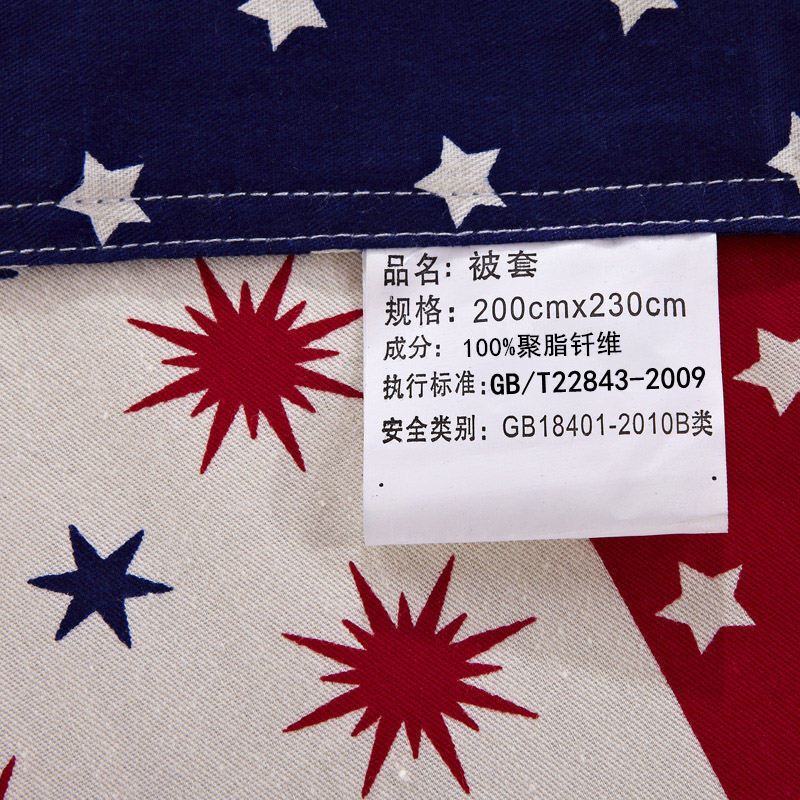 品名：被套
规格：200cmx230cm
成分：100%聚脂钎维
执行标准:GB/T22843-2009
安全类别：GB18401-2010B类